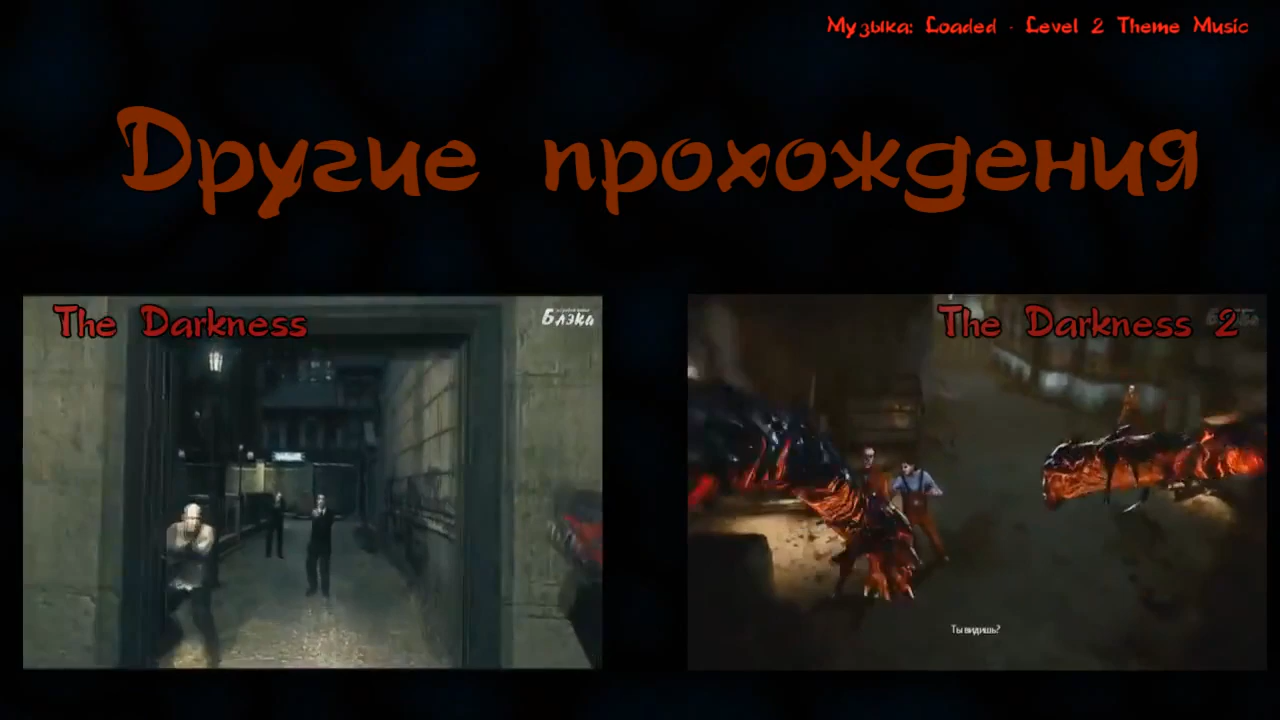 Музыка: Loaded - Level 2 Theme Music
Другие прохождения
The Darkness
Блэка
The Darkness 2
Ты видишь?